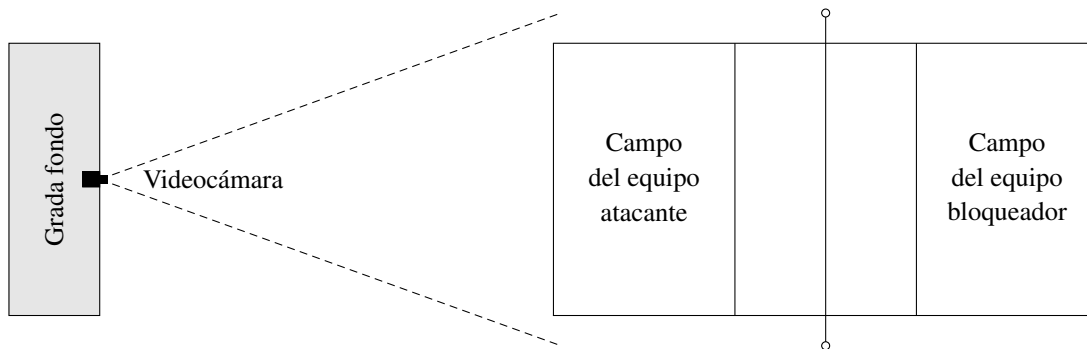 Grada fondo
Videocámara
Campo
del equipo
atacante
Campo
del equipo
bloqueador